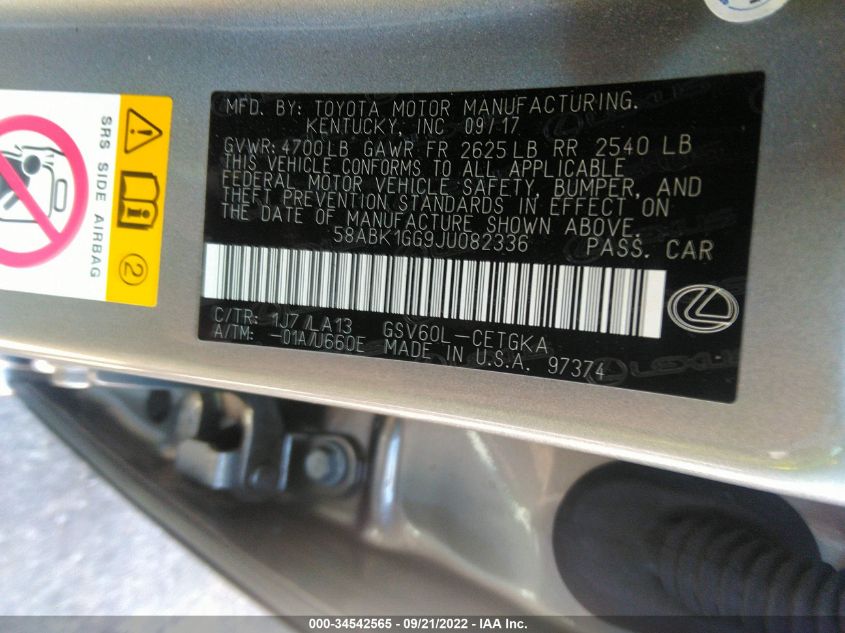 MFD. BY: TOYOTA MOTOR MANUFACTURING.
KENTUCKY, INC 09/17
GVWR: 4700LB GAWR FR 2625LB RR 2540 LB
THIS VEHICLE CONFORMS TO ALL APPLICABLE
FEDERAL MOTOR VEHICLE SAFETY, BUMPER, AND
THEFT PREVENTION STANDARDS IN EFFECT ON
THE DATE OF MANUFACTURE SHOWN ABOVE.
58ABK1GG9JU082336 PASS. CAR
C/TR: 1J7/LA13 GSV60L-CETGKA
A/TM: -01A/U660E MADE IN U.S.A. 97374
LEXUS
SRS SIDE AIRBAG
2
000-34542565 - 09/21/2022 - IAA Inc.